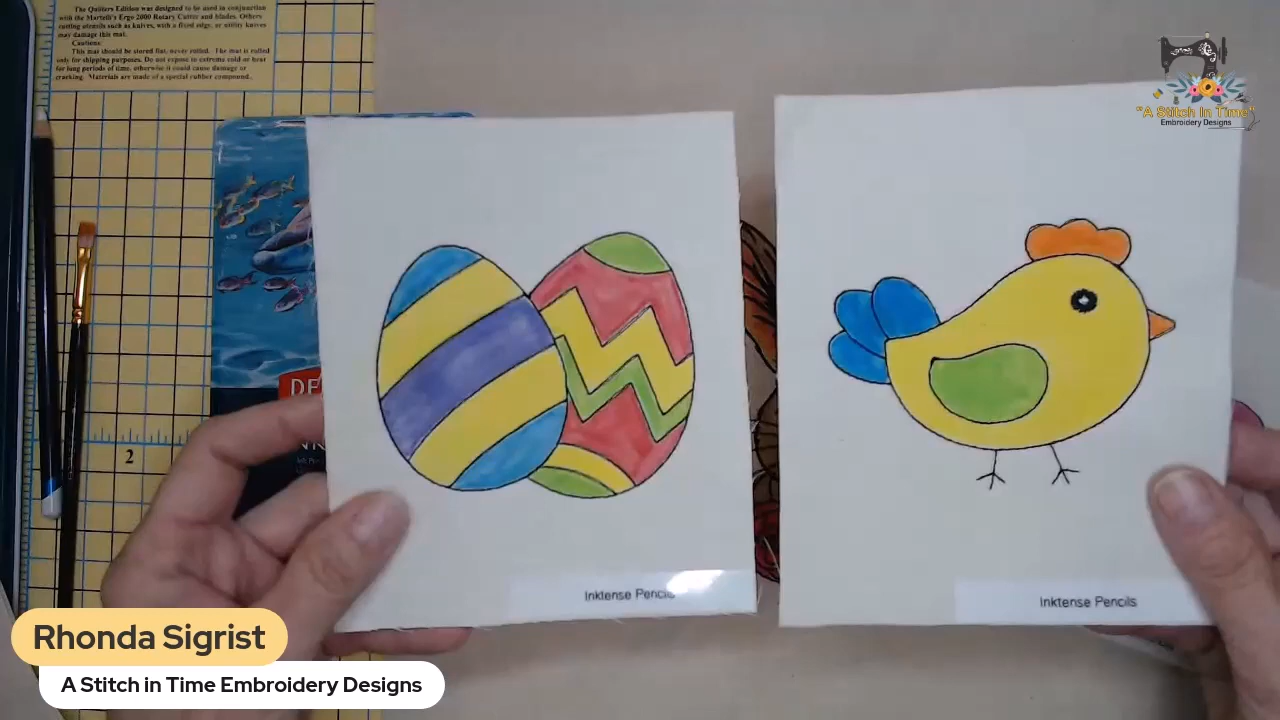 The Quilters Edition was designed to be used in conjunction
with the Martelli's Ergo 2000 Rotary Cutter and blades. Others
cutting utensils such as knives, with a fixed edge, or utility knives
may damage this mat.
Cautions:
This mat should be stored flat, never rolled. The mat is rolled
only for shipping purposes. Do not expose to extreme cold or heat
for long periods of time, otherwise it could cause damage or
cracking. Materials are made of a special rubber compound.
"A Stitch In Time"
Embroidery Designs
DE
2
Inktense Pencils
Inktense Pencils
Rhonda Sigrist
A Stitch in Time Embroidery Designs